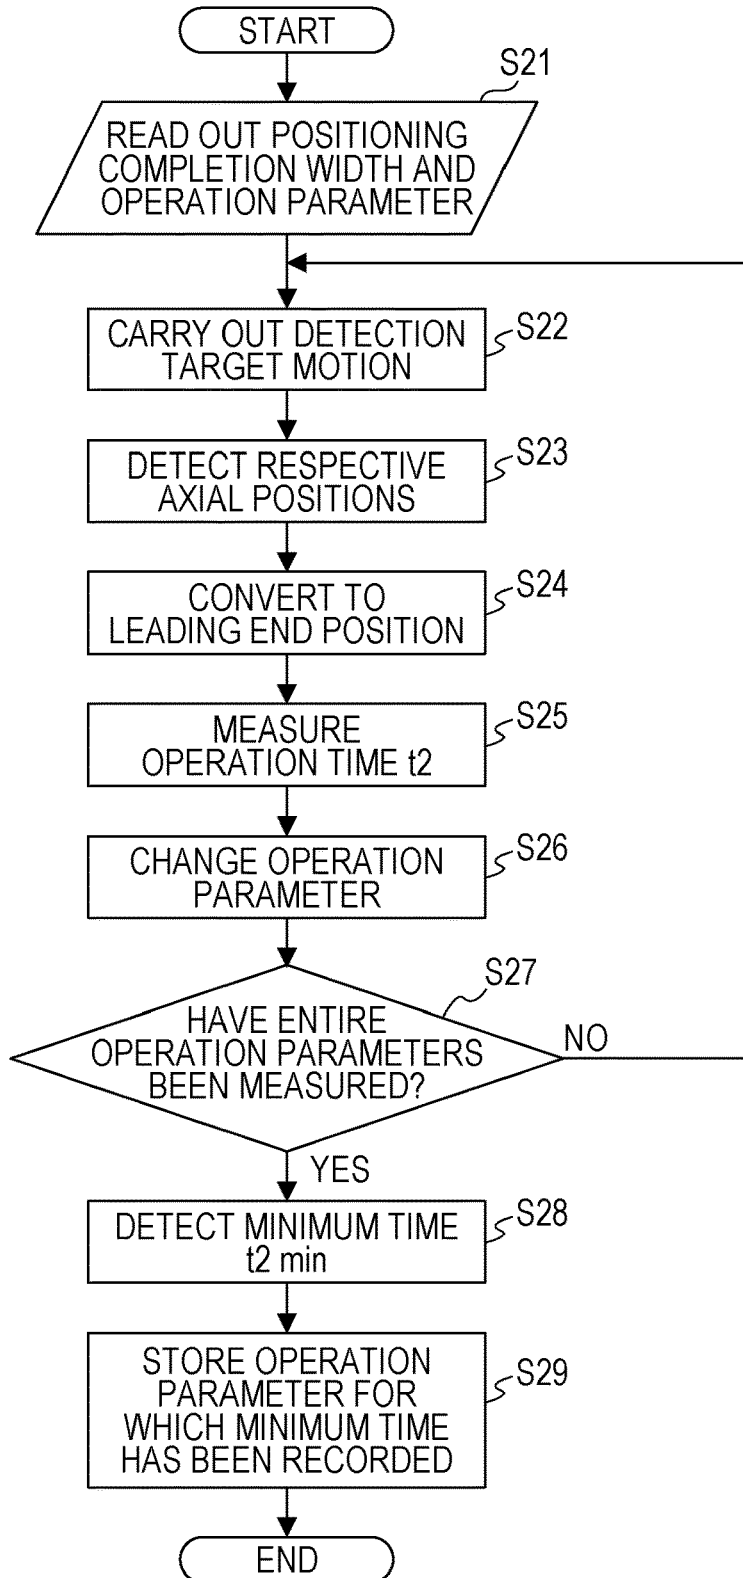 START
S21
READ OUT POSITIONING
COMPLETION WIDTH AND
OPERATION PARAMETER
CARRY OUT DETECTION
TARGET MOTION
S22
DETECT RESPECTIVE
AXIAL POSITIONS
S23
CONVERT TO
LEADING END POSITION
S24
MEASURE
OPERATION TIME t2
S25
CHANGE OPERATION
PARAMETER
S26
S27
HAVE ENTIRE
OPERATION PARAMETERS
BEEN MEASURED?
NO
YES
DETECT MINIMUM TIME
t2 min
S28
STORE OPERATION
PARAMETER FOR
WHICH MINIMUM TIME
HAS BEEN RECORDED
S29
END